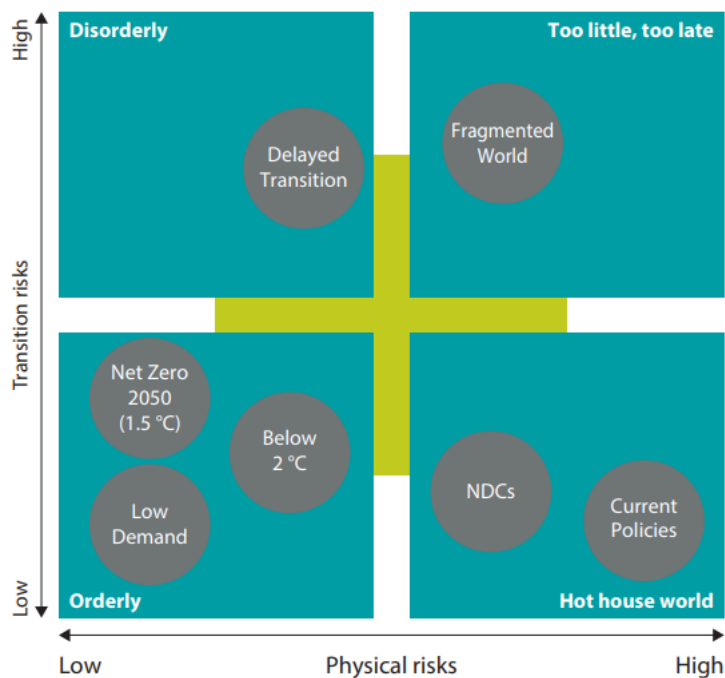 High
Disorderly
Too little, too late
Delayed
Transition
Fragmented
World
Transition risks
Net Zero
2050
(1.5 °C)
Below
2 °C
Low
Demand
NDCs
Current
Policies
Low
Orderly
Hot house world
Low
Physical risks
High